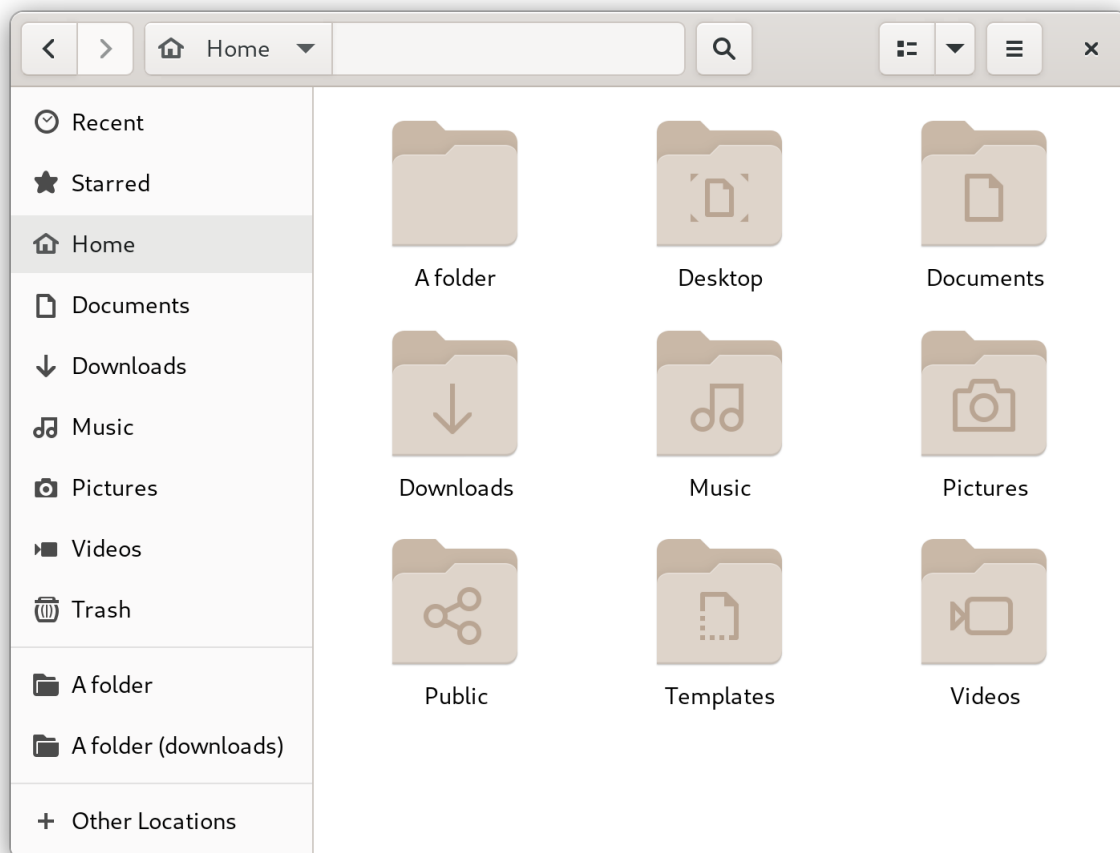 Home
Recent
Starred
Home
Documents
Downloads
Music
Pictures
Videos
Trash
A folder
A folder (downloads)
Other Locations
A folder
Desktop
Documents
Downloads
Music
Pictures
Public
Templates
Videos